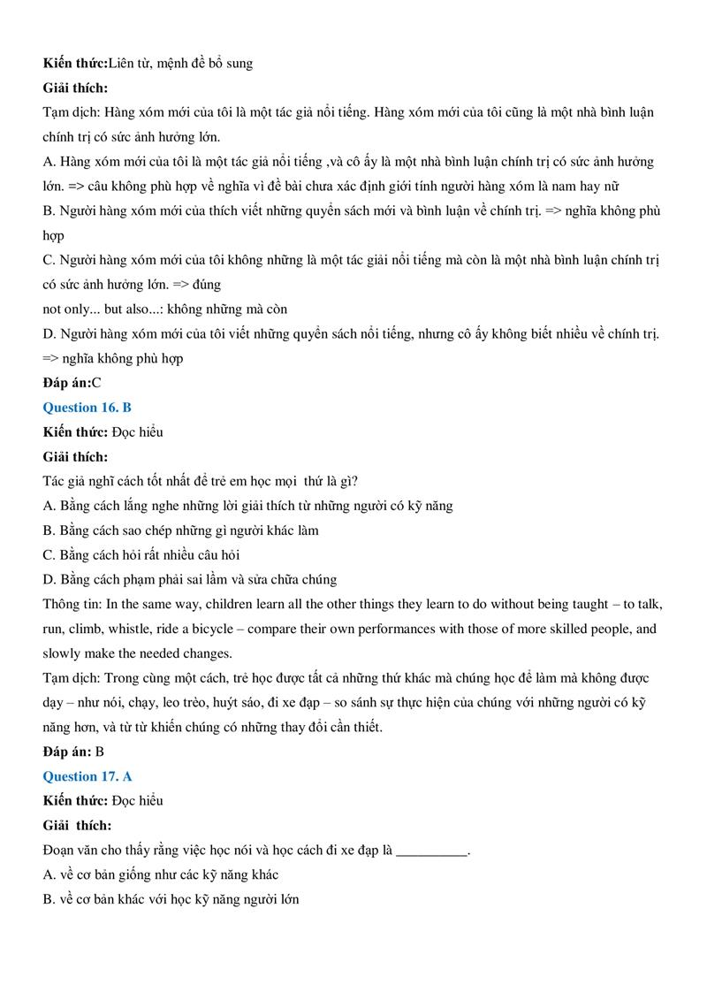 Kiến thức:Liên từ, mệnh đề bổ sung
Giải thích:
Tạm dịch: Hàng xóm mới của tôi là một tác giả nổi tiếng. Hàng xóm mới của tôi cũng là một nhà bình luận
chính trị có sức ảnh hưởng lớn.
A. Hàng xóm mới của tôi là một tác giả nổi tiếng ,và cô ấy là một nhà bình luận chính trị có sức ảnh hưởng
lớn. => câu không phù hợp về nghĩa vì đề bài chưa xác định giới tính người hàng xóm là nam hay nữ
B. Người hàng xóm mới của thích viết những quyển sách mới và bình luận về chính trị. => nghĩa không phù
hợp
C. Người hàng xóm mới của tôi không những là một tác giải nổi tiếng mà còn là một nhà bình luận chính trị
có sức ảnh hưởng lớn. => đúng
not only... but also...: không những mà còn
D. Người hàng xóm mới của tôi viết những quyển sách nổi tiếng, nhưng cô ấy không biết nhiều về chính trị.
=> nghĩa không phù hợp
Đáp án:C
Question 16. B
Kiến thức: Đọc hiểu
Giải thích:
Tác giả nghĩ cách tốt nhất để trẻ em học mọi thứ là gì?
A. Bằng cách lắng nghe những lời giải thích từ những người có kỹ năng
B. Bằng cách sao chép những gì người khác làm
C. Bằng cách hỏi rất nhiều câu hỏi
D. Bằng cách phạm phải sai lầm và sửa chữa chúng
Thông tin: In the same way, children learn all the other things they learn to do without being taught – to talk,
run, climb, whistle, ride a bicycle – compare their own performances with those of more skilled people, and
slowly make the needed changes.
Tạm dịch: Trong cùng một cách, trẻ học được tất cả những thứ khác mà chúng học để làm mà không được
dạy – như nói, chạy, leo trèo, huýt sáo, đi xe đạp – so sánh sự thực hiện của chúng với những người có kỹ
năng hơn, và từ từ khiến chúng có những thay đổi cần thiết.
Đáp án: B
Question 17. A
Kiến thức: Đọc hiểu
Giải thích:
Đoạn văn cho thấy rằng việc học nói và học cách đi xe đạp là __________.
A. về cơ bản giống như các kỹ năng khác
B. về cơ bản khác với học kỹ năng người lớn